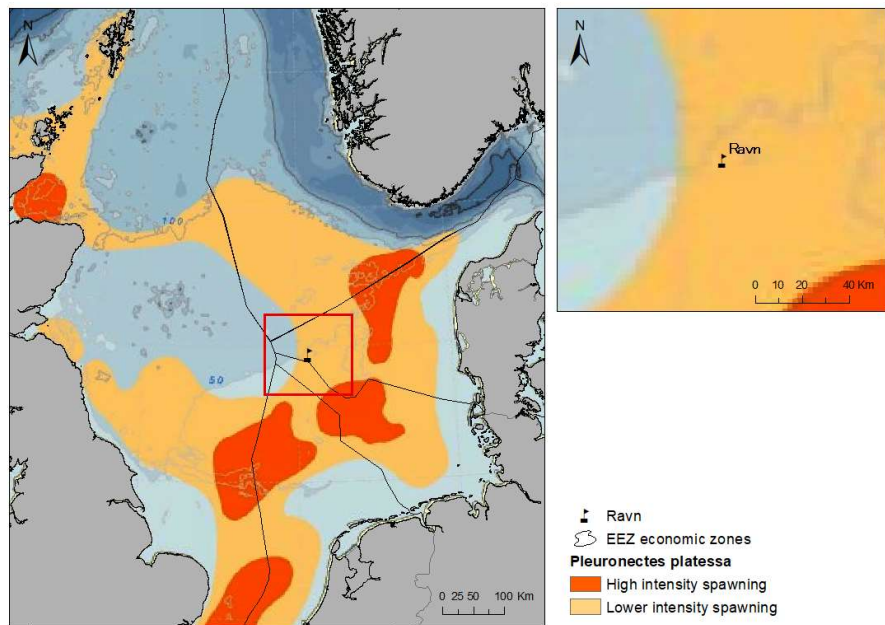 N
100
50
0 25 50 100 Km
N
Ravn
0 10 20 40 Km
Ravn
EEZ economic zones
Pleuronectes platessa
High intensity spawning
Lower intensity spawning